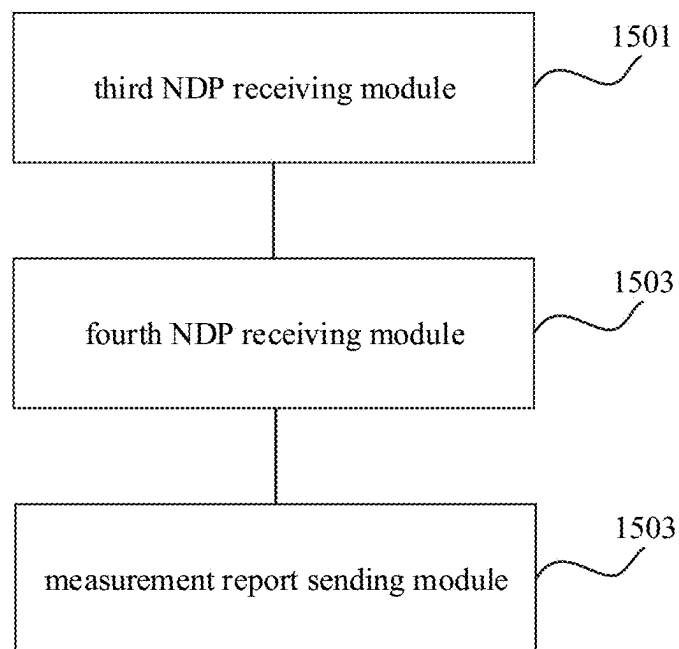 1501
third NDP receiving module
1503
fourth NDP receiving module
1503
measurement report sending module